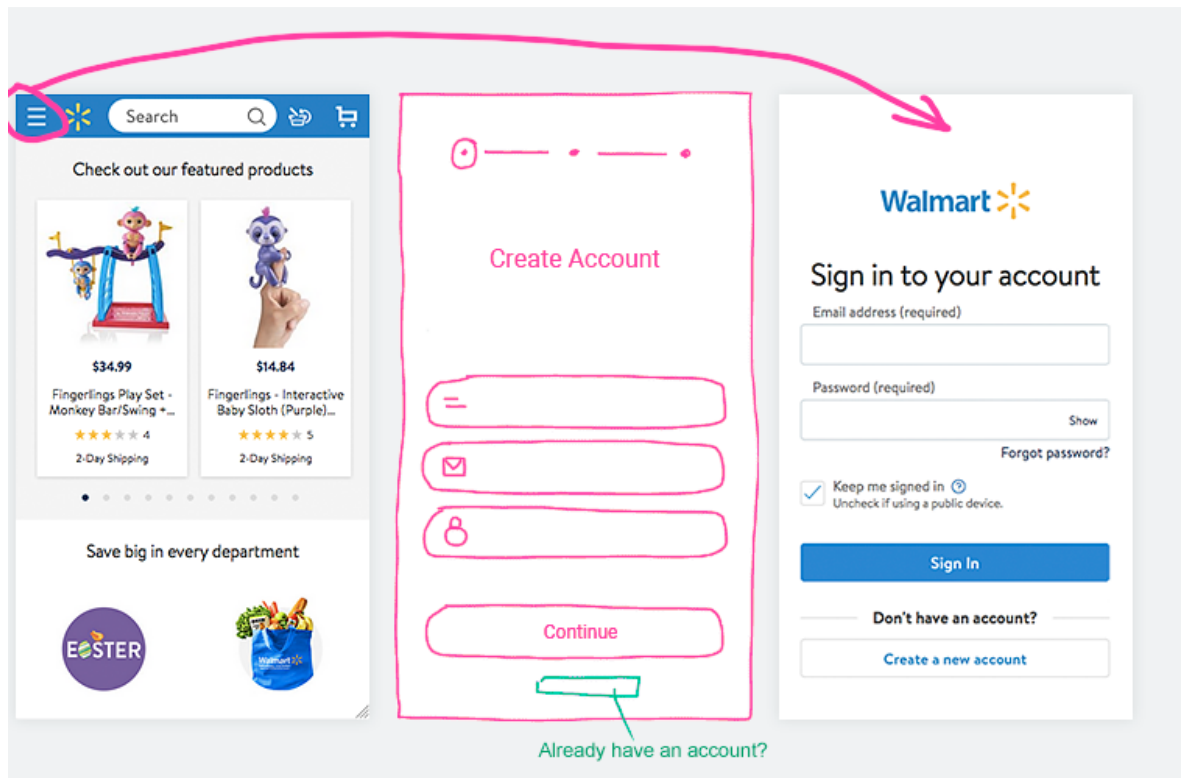 Search
Check out our featured products
$34.99
Fingerlings Play Set -
Monkey Bar/Swing +...
4
2-Day Shipping
$14.84
Fingerlings - Interactive
Baby Sloth (Purple)...
5
2-Day Shipping
Save big in every department
EASTER
Walmart
Create Account
Continue
Already have an account?
Walmart
Sign in to your account
Email address (required)
Password (required)
Show
Forgot password?
Keep me signed in ?
Uncheck if using a public device.
Sign In
Don't have an account?
Create a new account